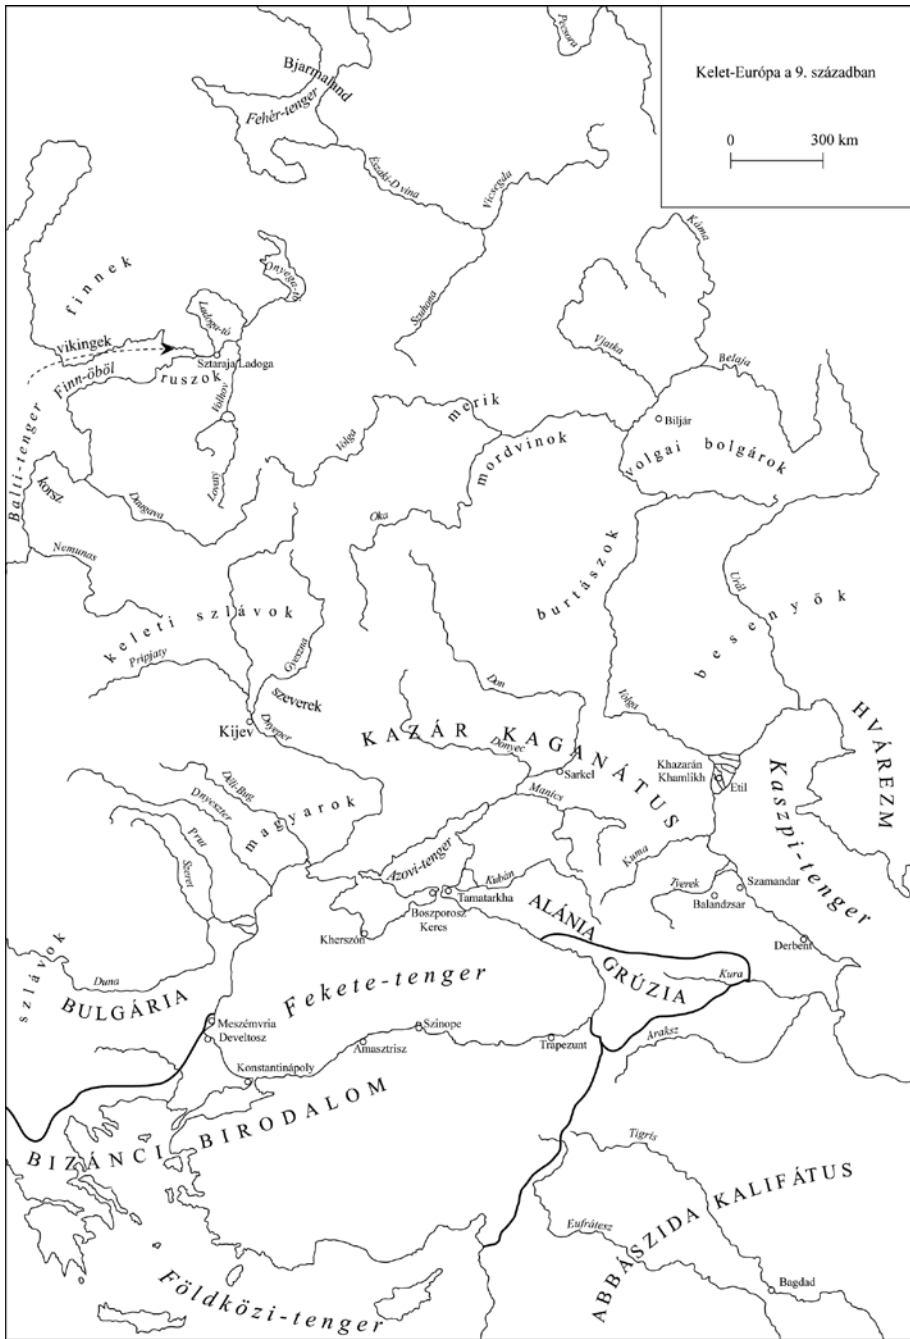 Pecsora
Kelet-Európa a 9. században
0 300 km
Bjarmaland
Fehér-tenger
Északi-Dvina
Vicsegda
Káma
finnek
Onyega-tó
Ladoga-tó
Szuhona
vikingek
Sztaraja Ladoga
Vjatka
Belaja
Finn-öböl
ruszok
Volhov
merik
Biljár
Balti-tenger
Volga
mordvinok
volgai bolgárok
korsz
Lovaty
Daugava
Oka
Nemunas
burtászok
Urál
keleti szlávok
besenyők
Pripjaty
Gyeszna
szeverek
Don
Volga
HVÁREZM
Kijev
Dnyeper
KAZÁR KAGANÁTUS
Donyec
Khazarán
Khamlikh
Etil
Sarkel
Kaszpi-tenger
Déli-Bug
Dnyeszter
magyarok
Manics
Prut
Szeret
Azovi-tenger
Kuma
Kubán
Tyerek
Szamandar
Tamatarkha
Balandzsar
Boszporosz
Kercs
ALÁNIA
Kherszón
Derbent
szlávok
Duna
BULGÁRIA
Fekete-tenger
GRÚZIA
Kura
Meszémvria
Develtosz
Szinope
Amasztrisz
Trapezunt
Araksz
Konstantinápoly
BIZÁNCI BIRODALOM
Tigris
ABBÁSZIDA KALIFÁTUS
Eufrátesz
Bagdad
Földközi-tenger